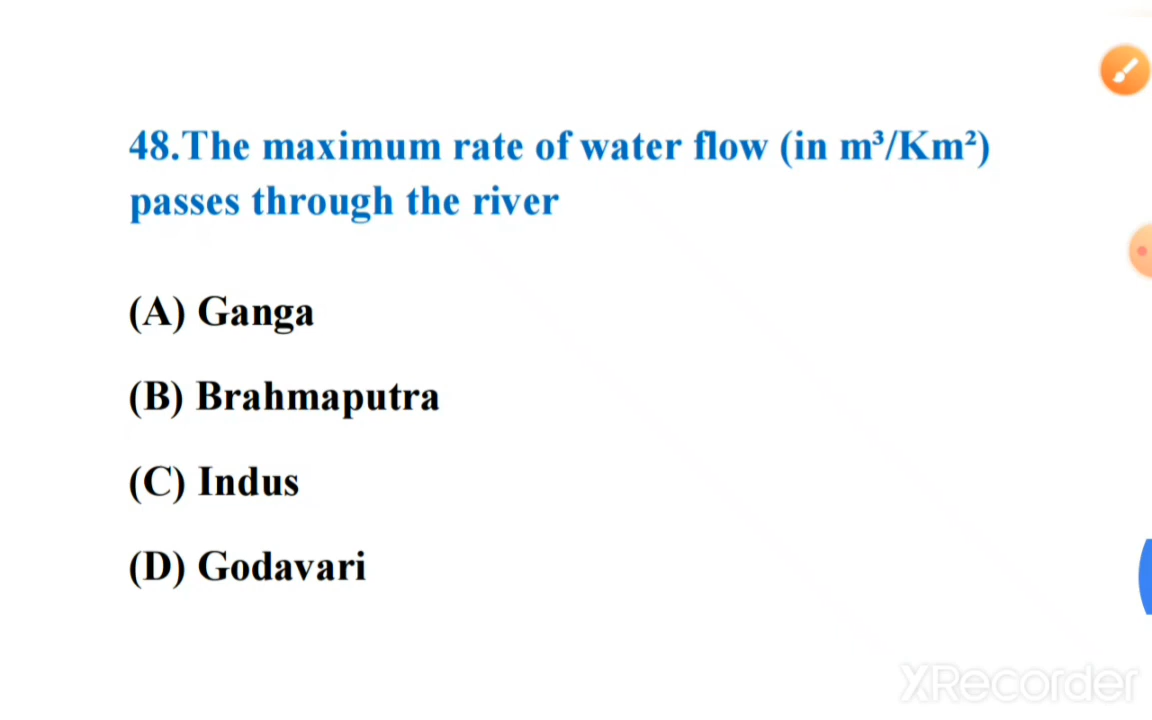 48.The maximum rate of water flow (in m³/Km²)
passes through the river
(A) Ganga
(B) Brahmaputra
(C) Indus
(D) Godavari
XRecorder